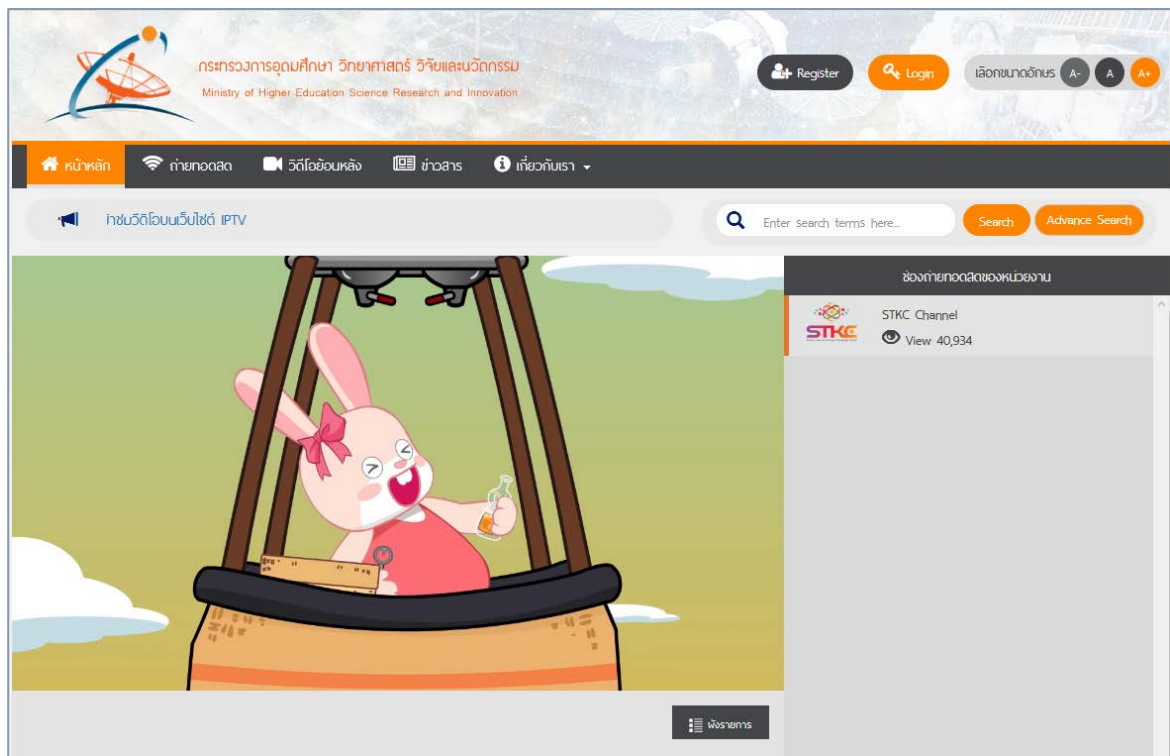 กระทรวงการอุดมศึกษา วิทยาศาสตร์ วิจัยและนวัตกรรม
Ministry of Higher Education Science Research and Innovation
Register
Login
เลือกขนาดอักษร A- A A+
หน้าหลัก ถ่ายทอดสด วิดีโอย้อนหลัง ข่าวสาร เกี่ยวกับเรา
าชมวีดิโอบนเว็บไซต์ IPTV
Enter search terms here... Search Advance Search
ช่องถ่ายทอดสดของหน่วยงาน
STKC
STKC Channel
View 40,934
ผังรายการ